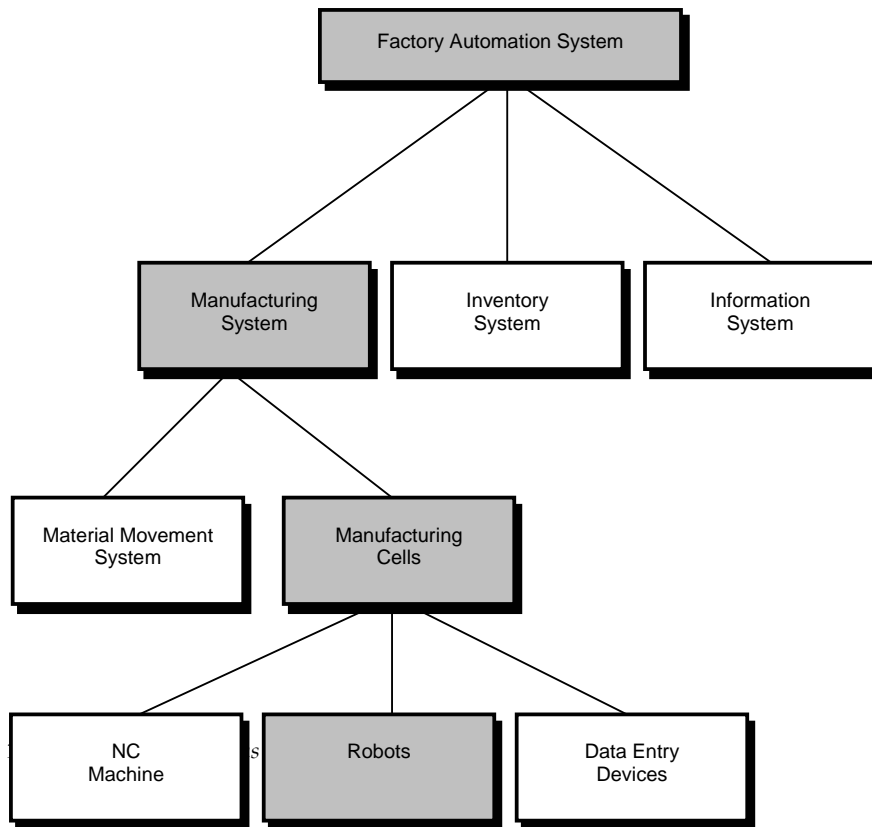 Factory Automation System
Manufacturing
System
Inventory
System
Information
System
Material Movement
System
Manufacturing
Cells
NC
Machine
Robots
Data Entry
Devices